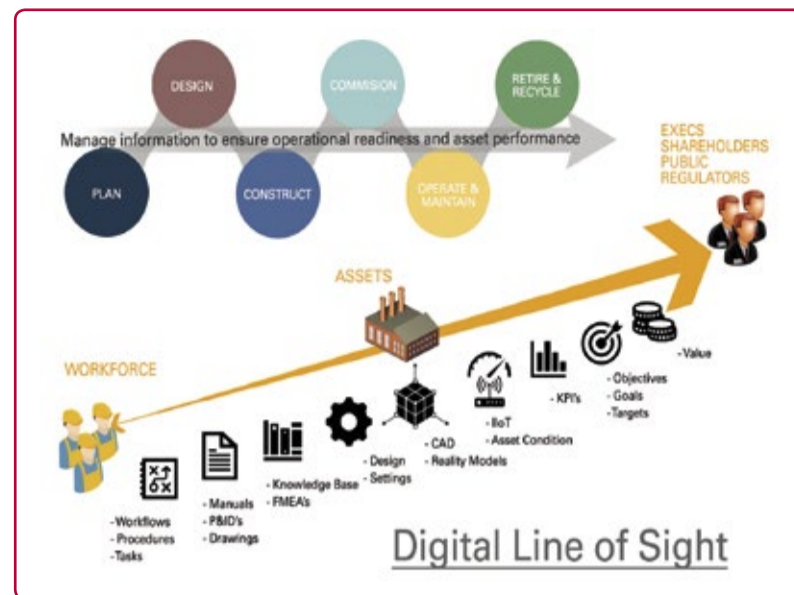 DESIGN
COMMISION
RETIRE &
RECYCLE
Manage information to ensure operational readiness and asset performance
PLAN
CONSTRUCT
OPERATE &
MAINTAIN
EXECS
SHAREHOLDERS
PUBLIC
REGULATORS
ASSETS
WORKFORCE
- Workflows
- Procedures
- Tasks
- Manuals
- P&ID's
- Drawings
- Knowledge Base
- FMEA's
- Design
- Settings
- CAD
- Reality Models
- IIoT
- Asset Condition
- KPI's
- Objectives
- Goals
- Targets
- Value
Digital Line of Sight